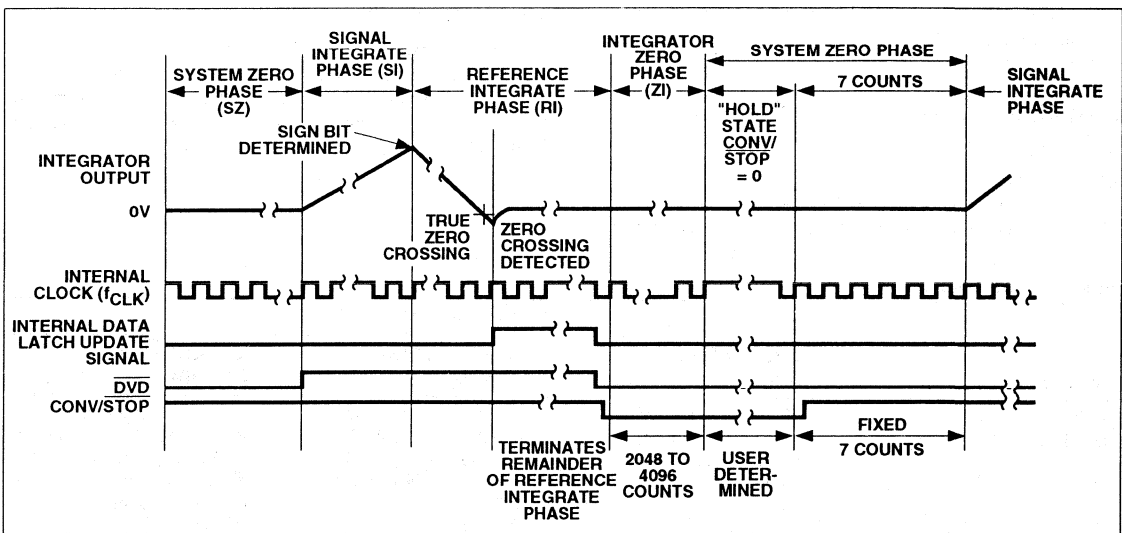 SYSTEM ZERO
PHASE
(SZ)
SIGNAL
INTEGRATE
PHASE (SI)
REFERENCE
INTEGRATE
PHASE (RI)
INTEGRATOR
ZERO
PHASE
(ZI)
SYSTEM ZERO PHASE
"HOLD"
STATE
CONV/
STOP
= 0
7 COUNTS
SIGNAL
INTEGRATE
PHASE
SIGN BIT
DETERMINED
INTEGRATOR
OUTPUT
0V
TRUE
ZERO
CROSSING
ZERO
CROSSING
DETECTED
INTERNAL
CLOCK (fCLK)
INTERNAL DATA
LATCH UPDATE
SIGNAL
DVD
CONV/STOP
TERMINATES
REMAINDER
OF REFERENCE
INTEGRATE
PHASE
2048 TO
4096
COUNTS
USER
DETER-
MINED
FIXED
7 COUNTS